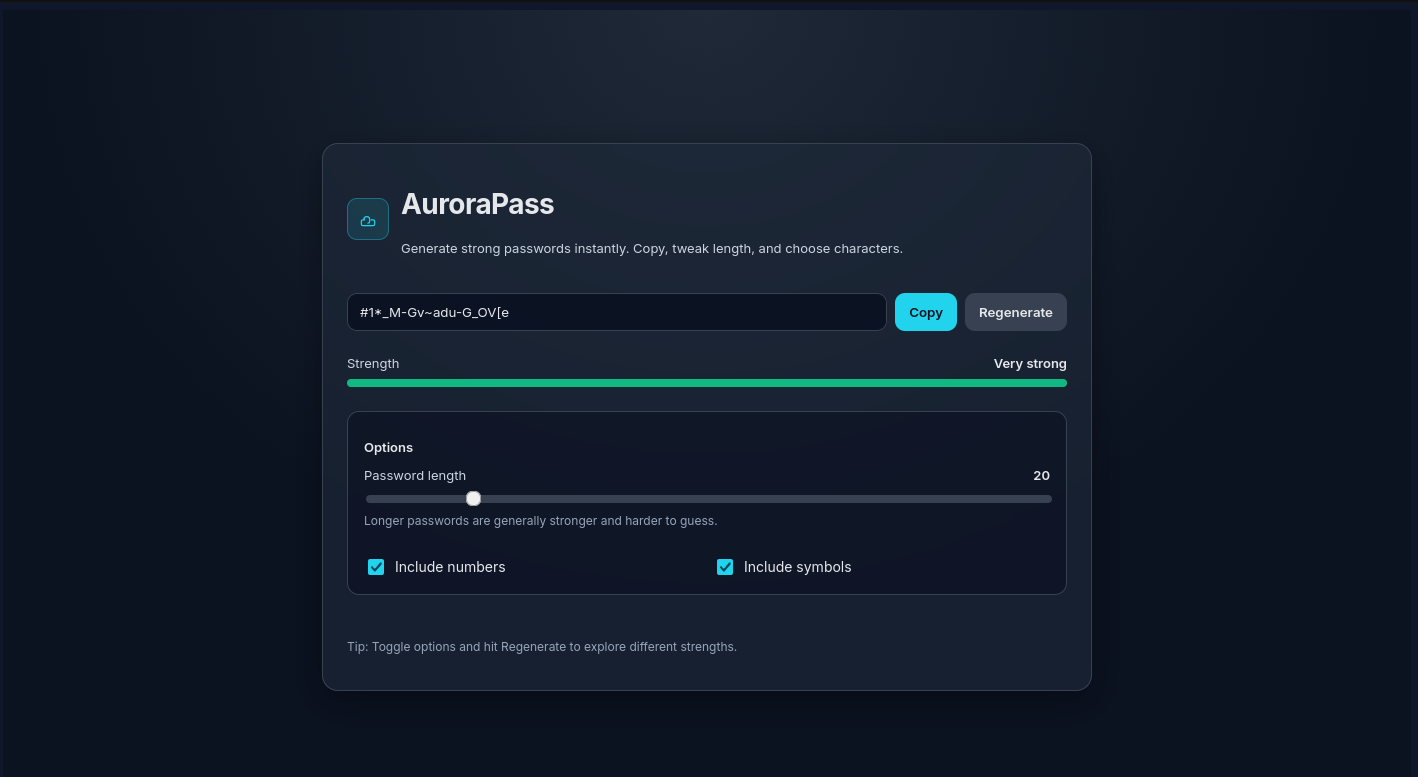 AuroraPass
Generate strong passwords instantly. Copy, tweak length, and choose characters.
#1*_M-Gv~adu-G_OV[e
Copy
Regenerate
Strength
Very strong
Options
Password length
20
Longer passwords are generally stronger and harder to guess.
Include numbers
Include symbols
Tip: Toggle options and hit Regenerate to explore different strengths.